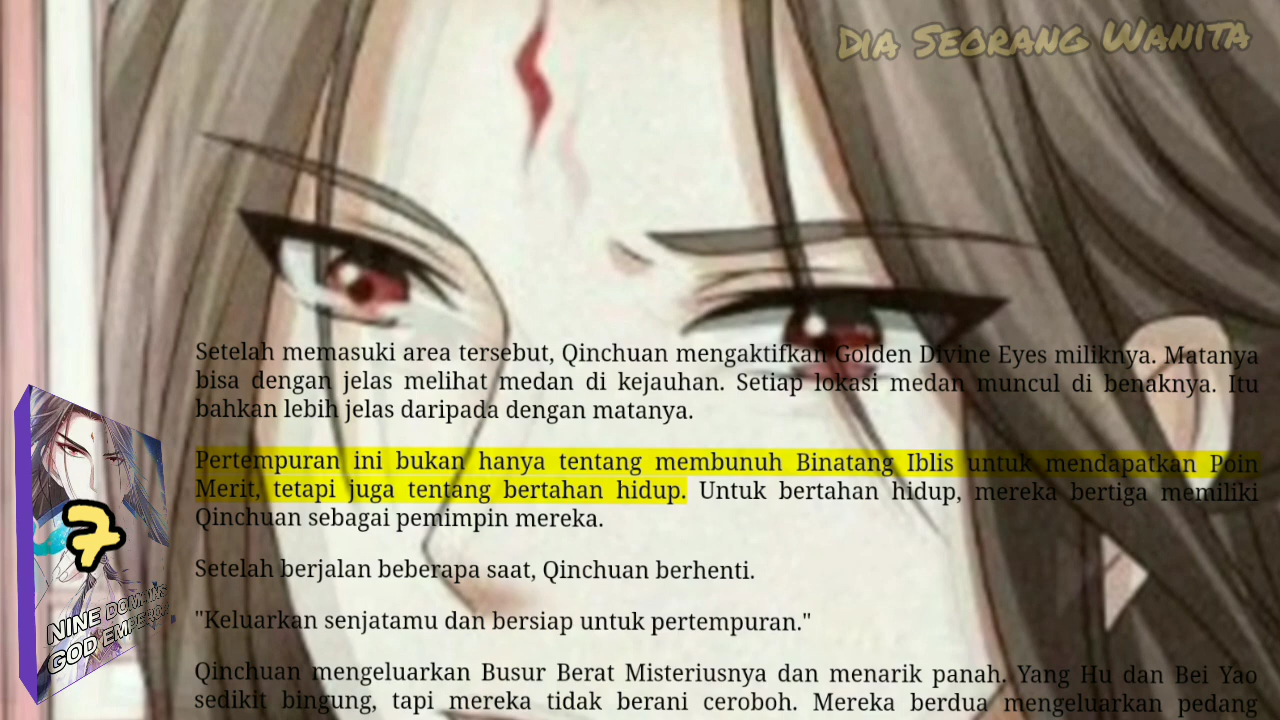 Dia Seorang Wanita
Setelah memasuki area tersebut, Qinchuan mengaktifkan Golden Divine Eyes miliknya. Matanya
bisa dengan jelas melihat medan di kejauhan. Setiap lokasi medan muncul di benaknya. Itu
bahkan lebih jelas daripada dengan matanya.
Pertempuran ini bukan hanya tentang membunuh Binatang Iblis untuk mendapatkan Poin
Merit, tetapi juga tentang bertahan hidup. Untuk bertahan hidup, mereka bertiga memiliki
Qinchuan sebagai pemimpin mereka.
Setelah berjalan beberapa saat, Qinchuan berhenti.
"Keluarkan senjatamu dan bersiap untuk pertempuran."
Qinchuan mengeluarkan Busur Berat Misteriusnya dan menarik panah. Yang Hu dan Bei Yao
sedikit bingung, tapi mereka tidak berani ceroboh. Mereka berdua mengeluarkan pedang
7
NINE DOMAINS
GOD EMPEROR